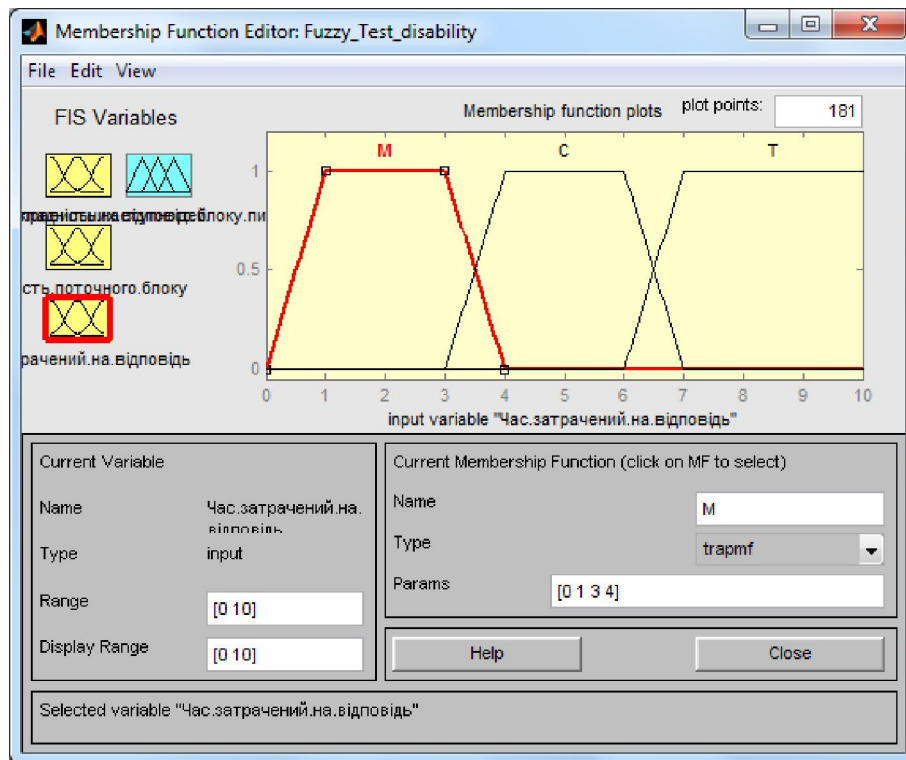 Membership Function Editor: Fuzzy_Test_disability
File Edit View
FIS Variables
Membership function plots
plot points:
181
M
C
T
1
0.5
0
0 1 2 3 4 5 6 7 8 9 10
input variable "Час.затрачений.на.відповідь"
сть.поточного.блоку
рачений.на.відповідь
Current Variable
Name
Час.затрачений.на.
відповідь
Type
input
Range
[0 10]
Display Range
[0 10]
Current Membership Function (click on MF to select)
Name
M
Type
trapmf
Params
[0 1 3 4]
Help
Close
Selected variable "Час.затрачений.на.відповідь"